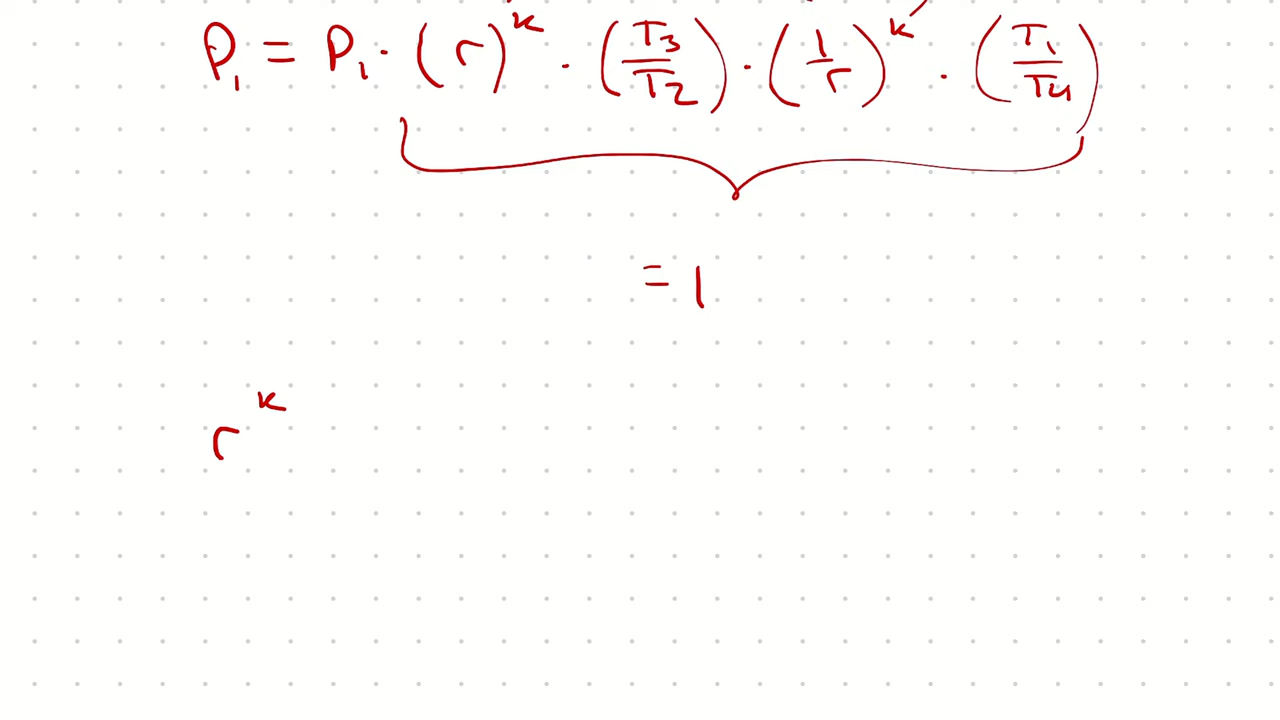 P₁ = P₁ · (r)^k · (T₃/T₂) · (1/r)^k · (T₁/T₄)
= 1
r^k